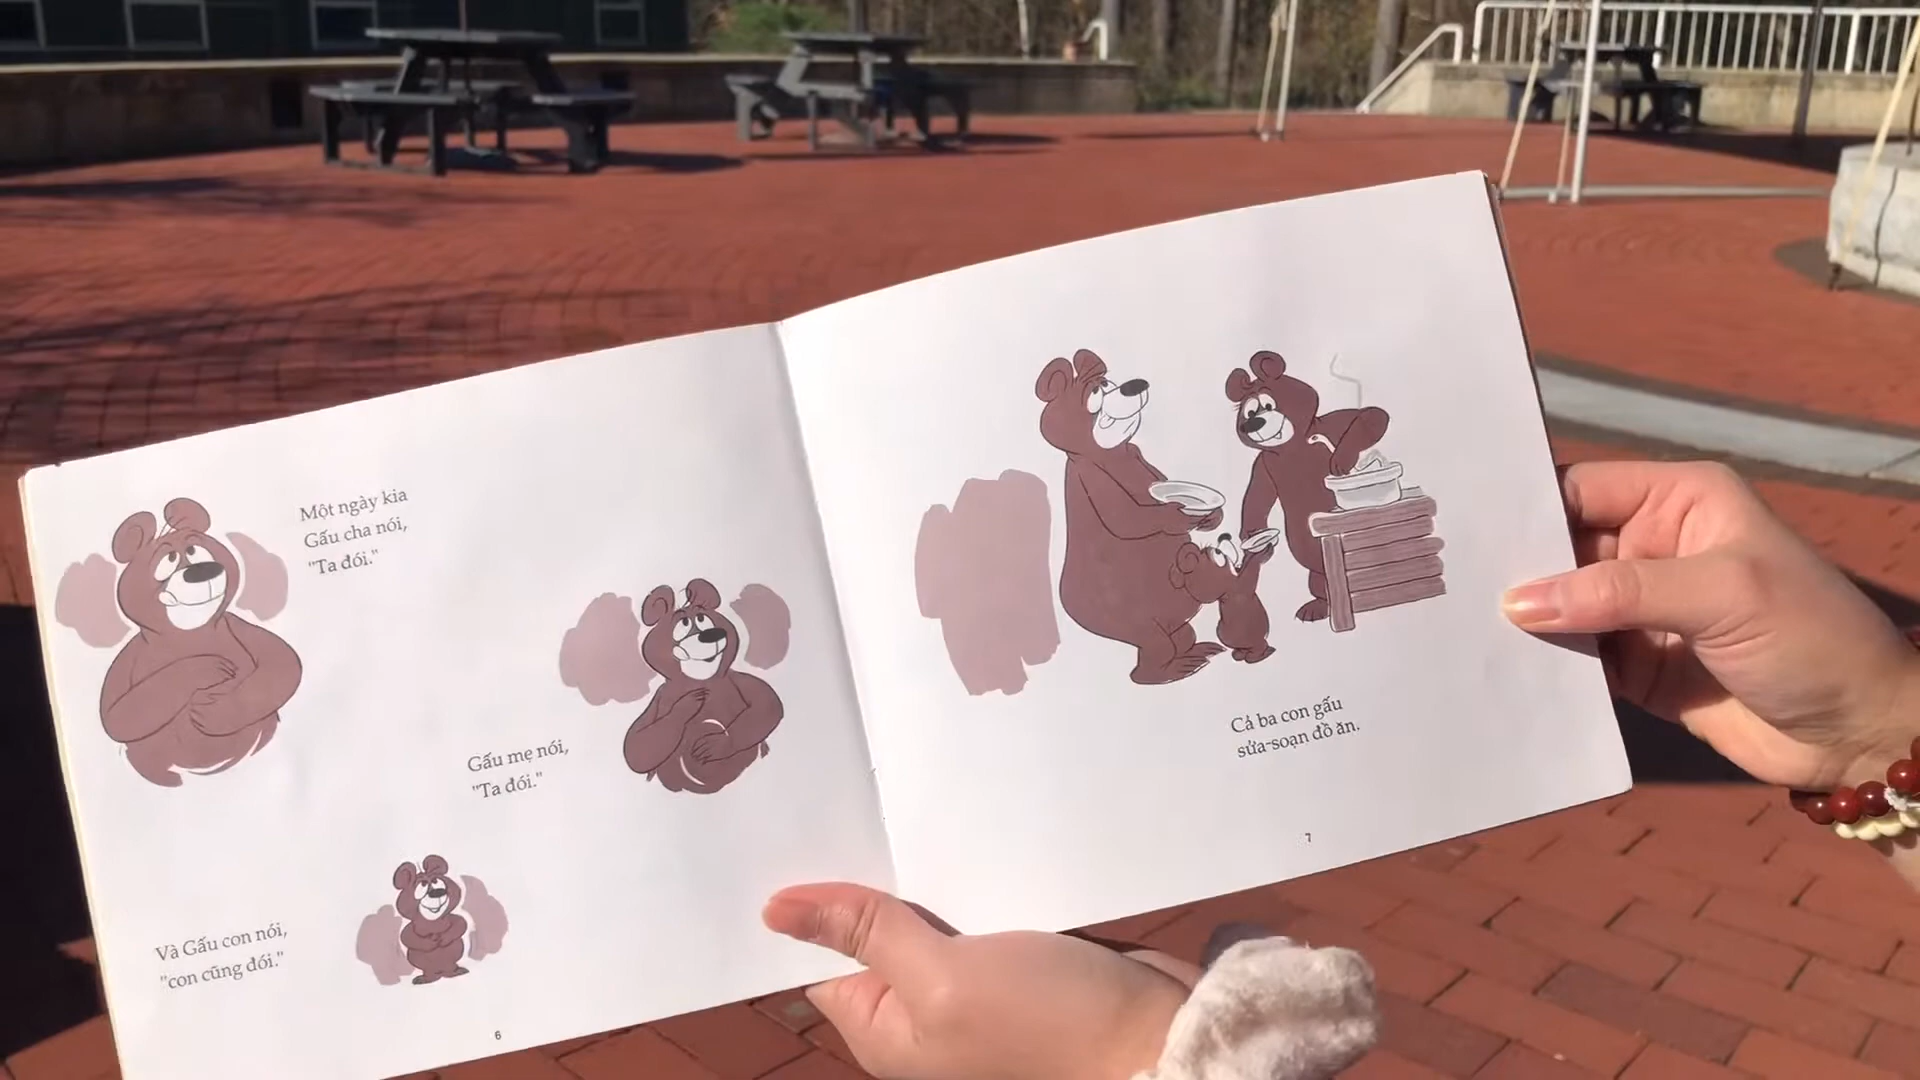 Một ngày kia
Gấu cha nói,
"Ta đói."
Gấu mẹ nói,
"Ta đói."
Và Gấu con nói,
"con cũng đói."
6
Cả ba con gấu
sửa-soạn đồ ăn.
7